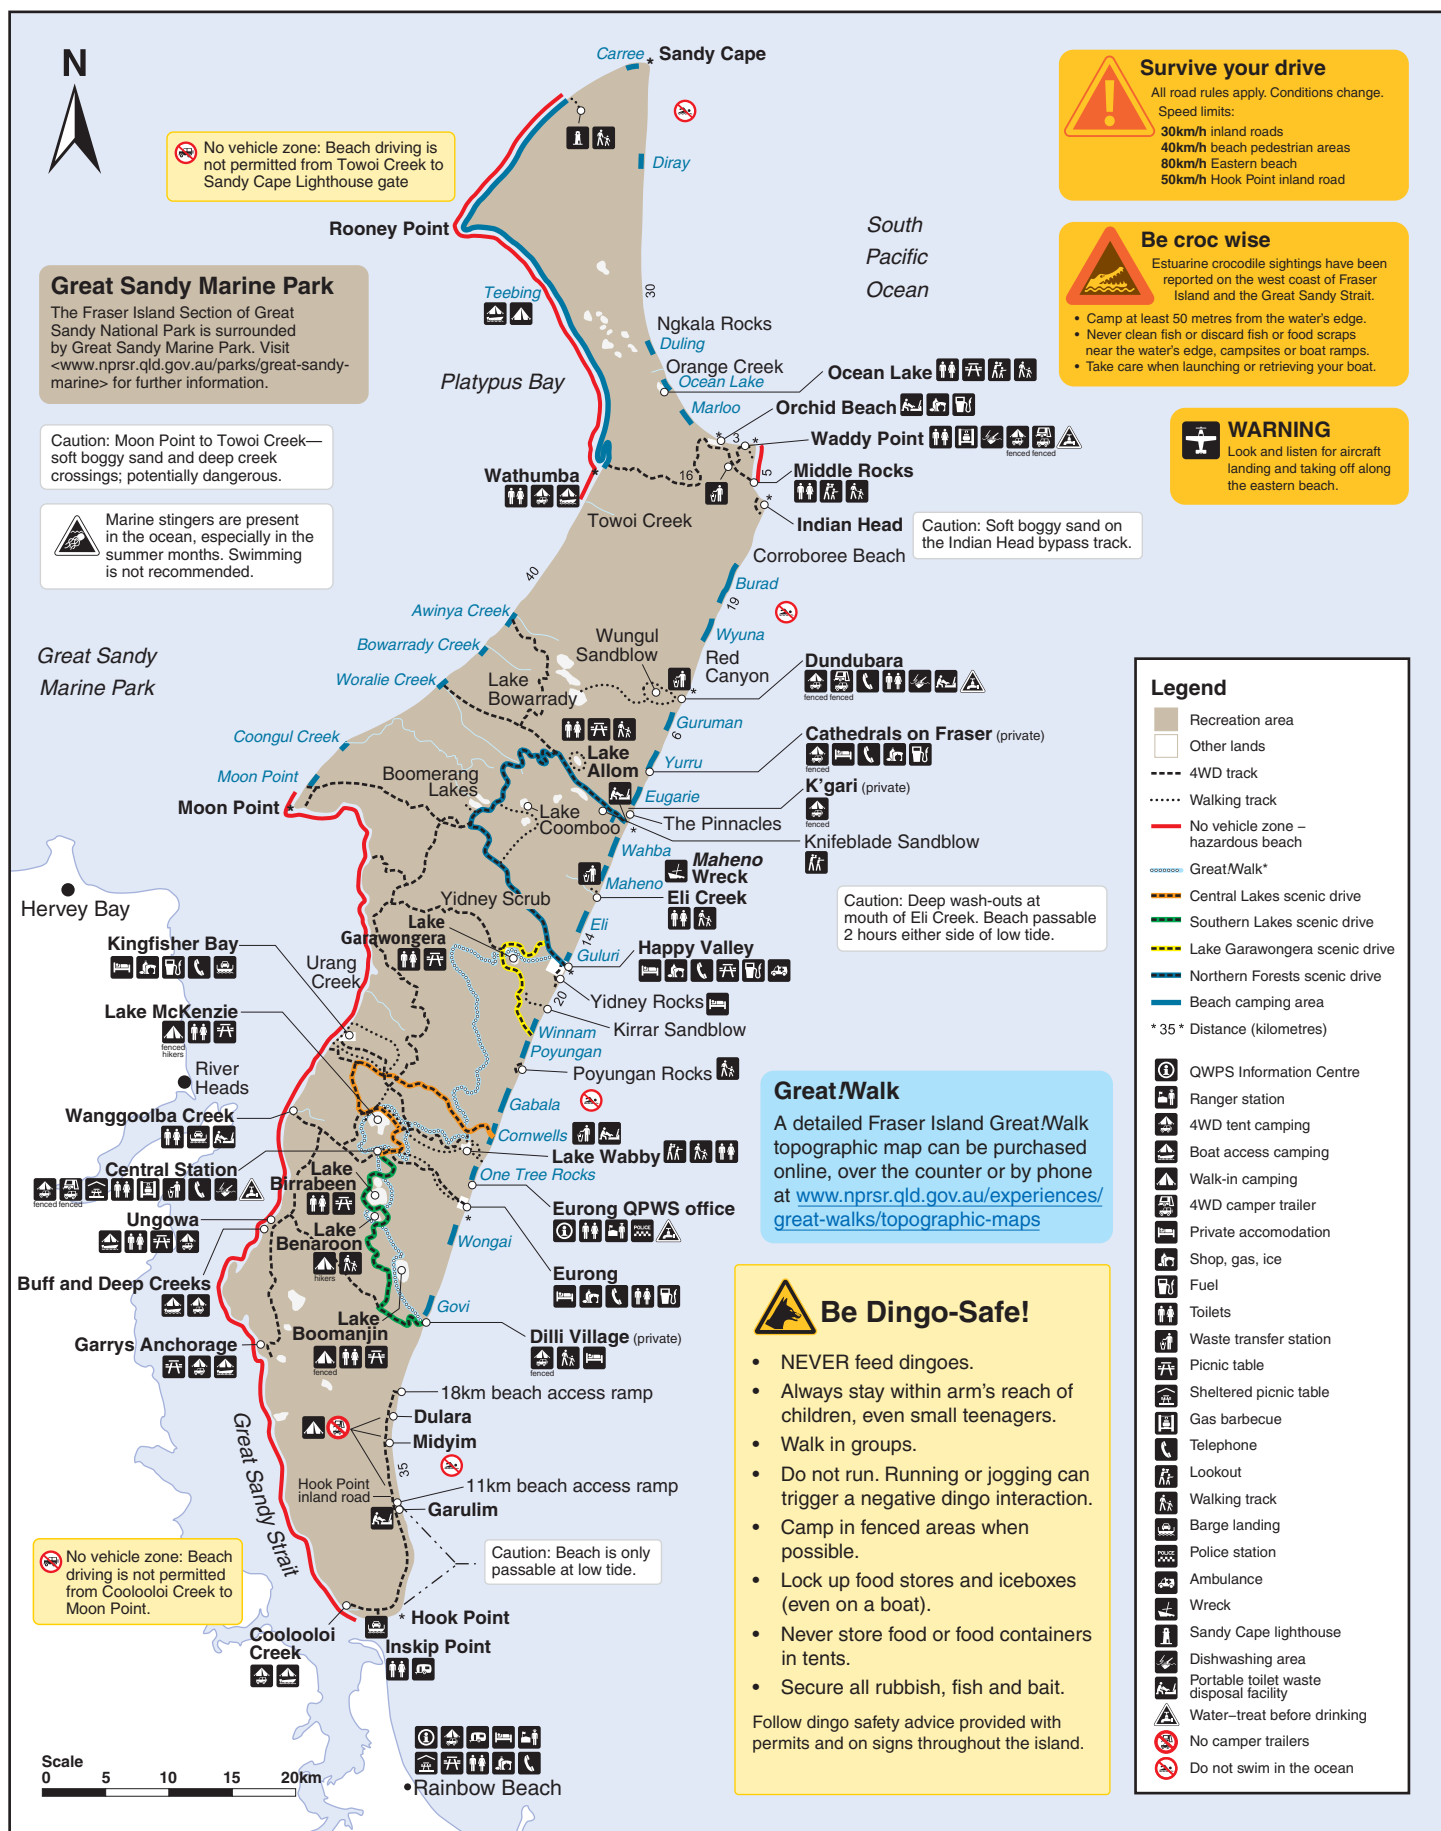 N
Carree
Sandy Cape
No vehicle zone: Beach driving is
not permitted from Towoi Creek to
Sandy Cape Lighthouse gate
Diray
Rooney Point
South
Pacific
Ocean
Survive your drive
All road rules apply. Conditions change.
Speed limits:
30km/h inland roads
40km/h beach pedestrian areas
80km/h Eastern beach
50km/h Hook Point inland road
Be croc wise
Estuarine crocodile sightings have been
reported on the west coast of Fraser
Island and the Great Sandy Strait.
• Camp at least 50 metres from the water's edge.
• Never clean fish or discard fish or food scraps
near the water's edge, campsites or boat ramps.
• Take care when launching or retrieving your boat.
WARNING
Look and listen for aircraft
landing and taking off along
the eastern beach.
Great Sandy Marine Park
The Fraser Island Section of Great
Sandy National Park is surrounded
by Great Sandy Marine Park. Visit
<www.nprsr.qld.gov.au/parks/great-sandy-
marine> for further information.
Teebing
30
Ngkala Rocks
Duling
Orange Creek
Ocean Lake
Ocean Lake
Platypus Bay
Marloo
Orchid Beach
3
Waddy Point
fenced fenced
Caution: Moon Point to Towoi Creek—
soft boggy sand and deep creek
crossings; potentially dangerous.
Wathumba
16
5
Middle Rocks
Marine stingers are present
in the ocean, especially in the
summer months. Swimming
is not recommended.
Towoi Creek
Indian Head
Caution: Soft boggy sand on
the Indian Head bypass track.
Corroboree Beach
40
Burad
19
Awinya Creek
Wyuna
Bowarrady Creek
Wungul
Sandblow
Red
Canyon
Great Sandy
Marine Park
Woralie Creek
Lake
Bowarrady
Dundubara
fenced fenced
Guruman
6
Coongul Creek
Cathedrals on Fraser (private)
fenced
Lake
Allom
Yurru
Moon Point
Boomerang
Lakes
Eugarie
K'gari (private)
fenced
Moon Point
Lake
Coomboo
The Pinnacles
Knifeblade Sandblow
Wahba
Maheno
Wreck
Maheno
Hervey Bay
Yidney Scrub
Eli Creek
Caution: Deep wash-outs at
mouth of Eli Creek. Beach passable
2 hours either side of low tide.
Eli
14
Lake
Garawongera
Kingfisher Bay
Guluri
Happy Valley
Urang
Creek
20
Yidney Rocks
Lake McKenzie
fenced
hikers
Kirrar Sandblow
Winnam
Poyungan
River
Heads
Poyungan Rocks
Gabala
Wanggoolba Creek
Cornwells
Lake Wabby
Central Station
fenced fenced
Lake
Birrabeen
One Tree Rocks
Ungowa
Eurong QPWS office
POLICE
Lake
Benaroon
hikers
Wongai
Buff and Deep Creeks
Eurong
Govi
Lake
Boomanjin
fenced
Garrys Anchorage
Dilli Village (private)
fenced
18km beach access ramp
Dulara
Midyim
Great Sandy Strait
35
Hook Point
inland road
11km beach access ramp
Garulim
Caution: Beach is only
passable at low tide.
No vehicle zone: Beach
driving is not permitted
from Coolooloi Creek to
Moon Point.
Hook Point
Coolooloi
Creek
Inskip Point
Rainbow Beach
Scale
0 5 10 15 20km
Great Walk
A detailed Fraser Island Great Walk
topographic map can be purchased
online, over the counter or by phone
at www.nprsr.qld.gov.au/experiences/
great-walks/topographic-maps
Be Dingo-Safe!
• NEVER feed dingoes.
• Always stay within arm's reach of
children, even small teenagers.
• Walk in groups.
• Do not run. Running or jogging can
trigger a negative dingo interaction.
• Camp in fenced areas when
possible.
• Lock up food stores and iceboxes
(even on a boat).
• Never store food or food containers
in tents.
• Secure all rubbish, fish and bait.
Follow dingo safety advice provided with
permits and on signs throughout the island.
Legend
Recreation area
Other lands
4WD track
Walking track
No vehicle zone –
hazardous beach
Great Walk*
Central Lakes scenic drive
Southern Lakes scenic drive
Lake Garawongera scenic drive
Northern Forests scenic drive
Beach camping area
* 35 * Distance (kilometres)
QWPS Information Centre
Ranger station
4WD tent camping
Boat access camping
Walk-in camping
4WD camper trailer
Private accomodation
Shop, gas, ice
Fuel
Toilets
Waste transfer station
Picnic table
Sheltered picnic table
Gas barbecue
Telephone
Lookout
Walking track
Barge landing
POLICE Police station
Ambulance
Wreck
Sandy Cape lighthouse
Dishwashing area
Portable toilet waste
disposal facility
Water–treat before drinking
No camper trailers
Do not swim in the ocean